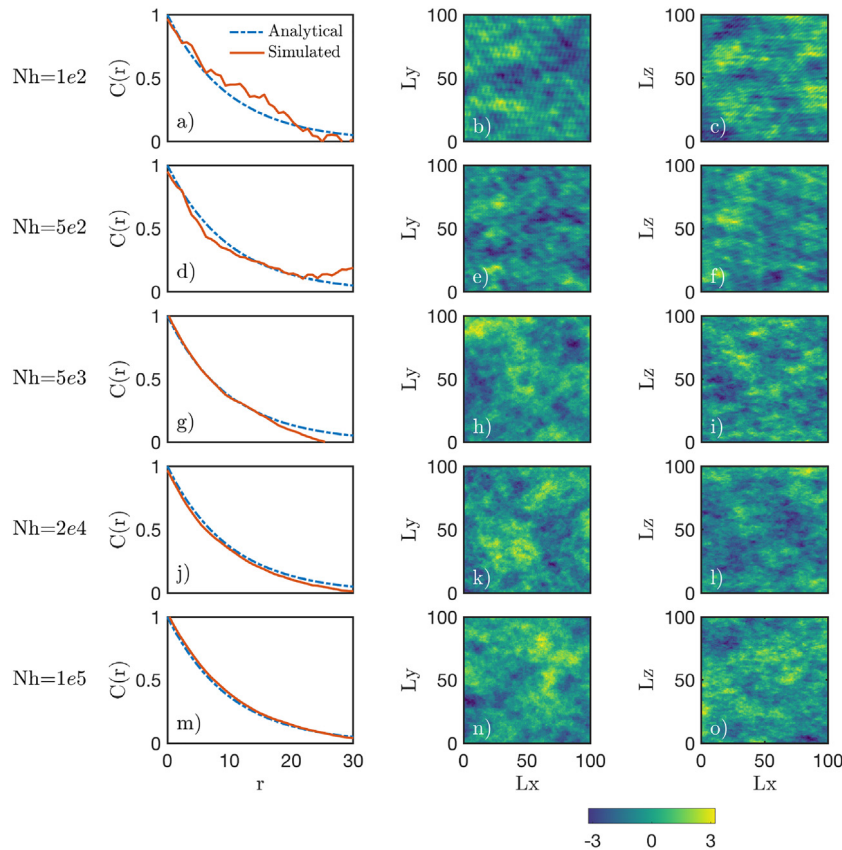 1
Analytical
Simulated
100
100
Nh=1e2
C(r)
0.5
Ly
50
Lz
50
a)
b)
c)
0
0
0
1
100
100
Nh=5e2
C(r)
0.5
Ly
50
Lz
50
d)
e)
f)
0
0
0
1
100
100
Nh=5e3
C(r)
0.5
Ly
50
Lz
50
g)
h)
i)
0
0
0
1
100
100
Nh=2e4
C(r)
0.5
Ly
50
Lz
50
j)
k)
l)
0
0
0
1
100
100
Nh=1e5
C(r)
0.5
Ly
50
Lz
50
m)
n)
o)
0
0
0
0 10 20 30
0 50 100
0 50 100
r
Lx
Lx
-3 0 3